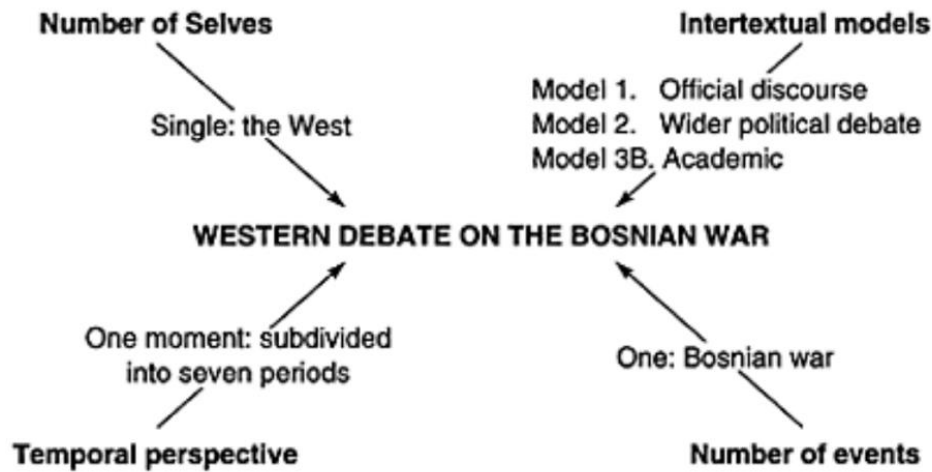 Number of Selves
Intertextual models
Single: the West
Model 1. Official discourse
Model 2. Wider political debate
Model 3B. Academic
WESTERN DEBATE ON THE BOSNIAN WAR
One moment: subdivided
into seven periods
One: Bosnian war
Temporal perspective
Number of events